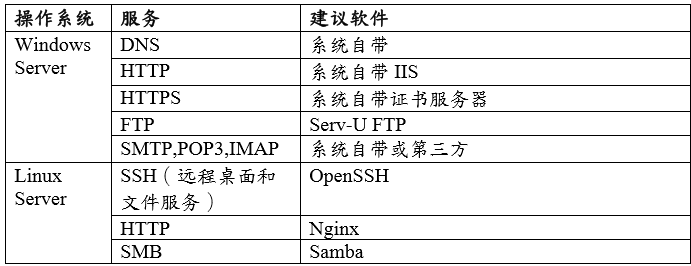 操作系统 服务 建议软件
Windows Server DNS 系统自带
HTTP 系统自带 IIS
HTTPS 系统自带证书服务器
FTP Serv-U FTP
SMTP,POP3,IMAP 系统自带或第三方
Linux Server SSH（远程桌面和文件服务） OpenSSH
HTTP Nginx
SMB Samba